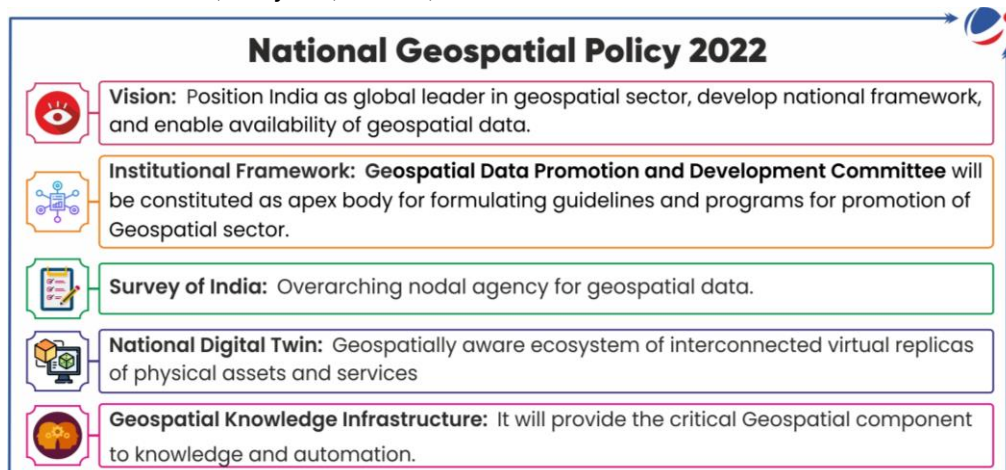 National Geospatial Policy 2022
Vision: Position India as global leader in geospatial sector, develop national framework,
and enable availability of geospatial data.
Institutional Framework: Geospatial Data Promotion and Development Committee will
be constituted as apex body for formulating guidelines and programs for promotion of
Geospatial sector.
Survey of India: Overarching nodal agency for geospatial data.
National Digital Twin: Geospatially aware ecosystem of interconnected virtual replicas
of physical assets and services
Geospatial Knowledge Infrastructure: It will provide the critical Geospatial component
to knowledge and automation.